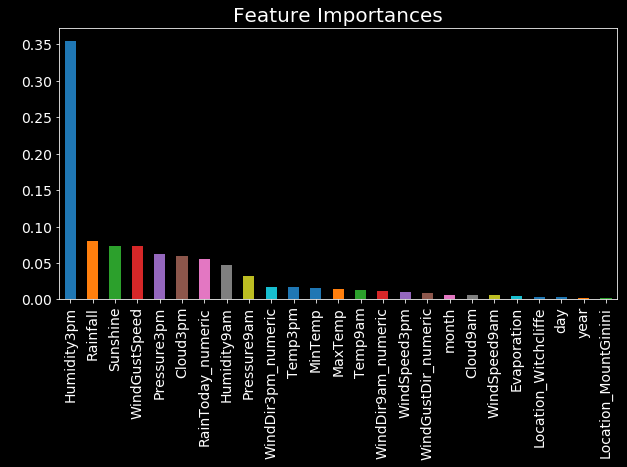 Feature Importances
0.35
0.30
0.25
0.20
0.15
0.10
0.05
0.00
Humidity3pm
Rainfall
Sunshine
WindGustSpeed
Pressure3pm
Cloud3pm
RainToday_numeric
Humidity9am
Pressure9am
WindDir3pm_numeric
Temp3pm
MinTemp
MaxTemp
Temp9am
WindDir9am_numeric
WindSpeed3pm
WindGustDir_numeric
month
Cloud9am
WindSpeed9am
Evaporation
Location_Witchcliffe
day
year
Location_MountGinini